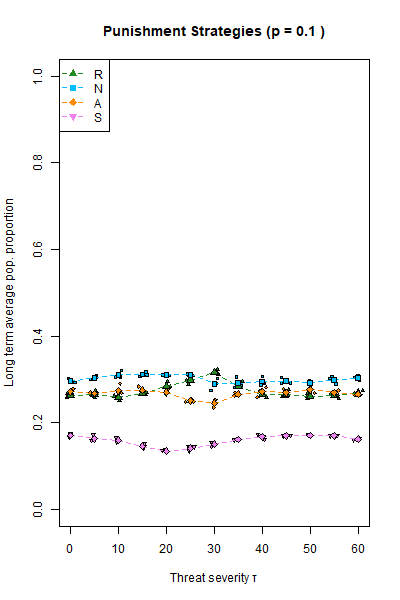 Punishment Strategies (p = 0.1 )
R
N
A
S
Long term average pop. proportion
1.0
0.8
0.6
0.4
0.2
0.0
0 10 20 30 40 50 60
Threat severity τ